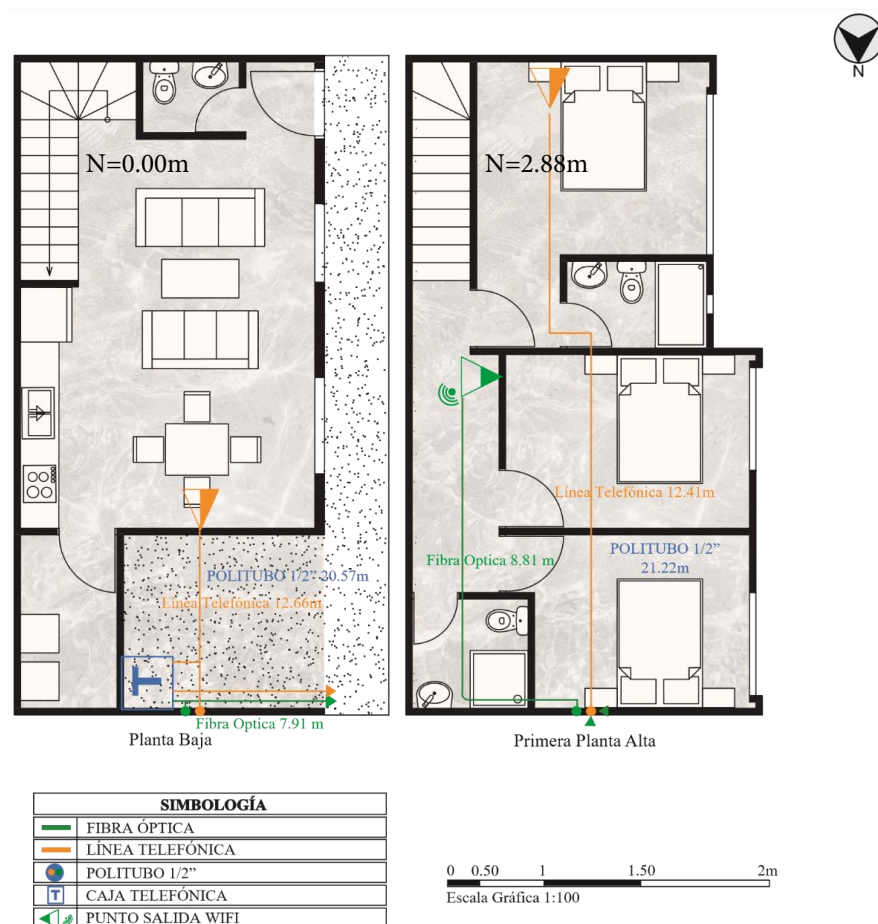 N
N=0.00m
N=2.88m
Línea Telefónica 12.41m
POLITUBO 1/2”
21.22m
Fibra Optica 8.81 m
POLITUBO 1/2” 20.57m
Línea Telefónica 12.66m
T
Fibra Optica 7.91 m
Planta Baja
Primera Planta Alta
SIMBOLOGÍA
FIBRA ÓPTICA
LÍNEA TELEFÓNICA
POLITUBO 1/2”
T CAJA TELEFÓNICA
PUNTO SALIDA WIFI
0 0.50 1 1.50 2m
Escala Gráfica 1:100